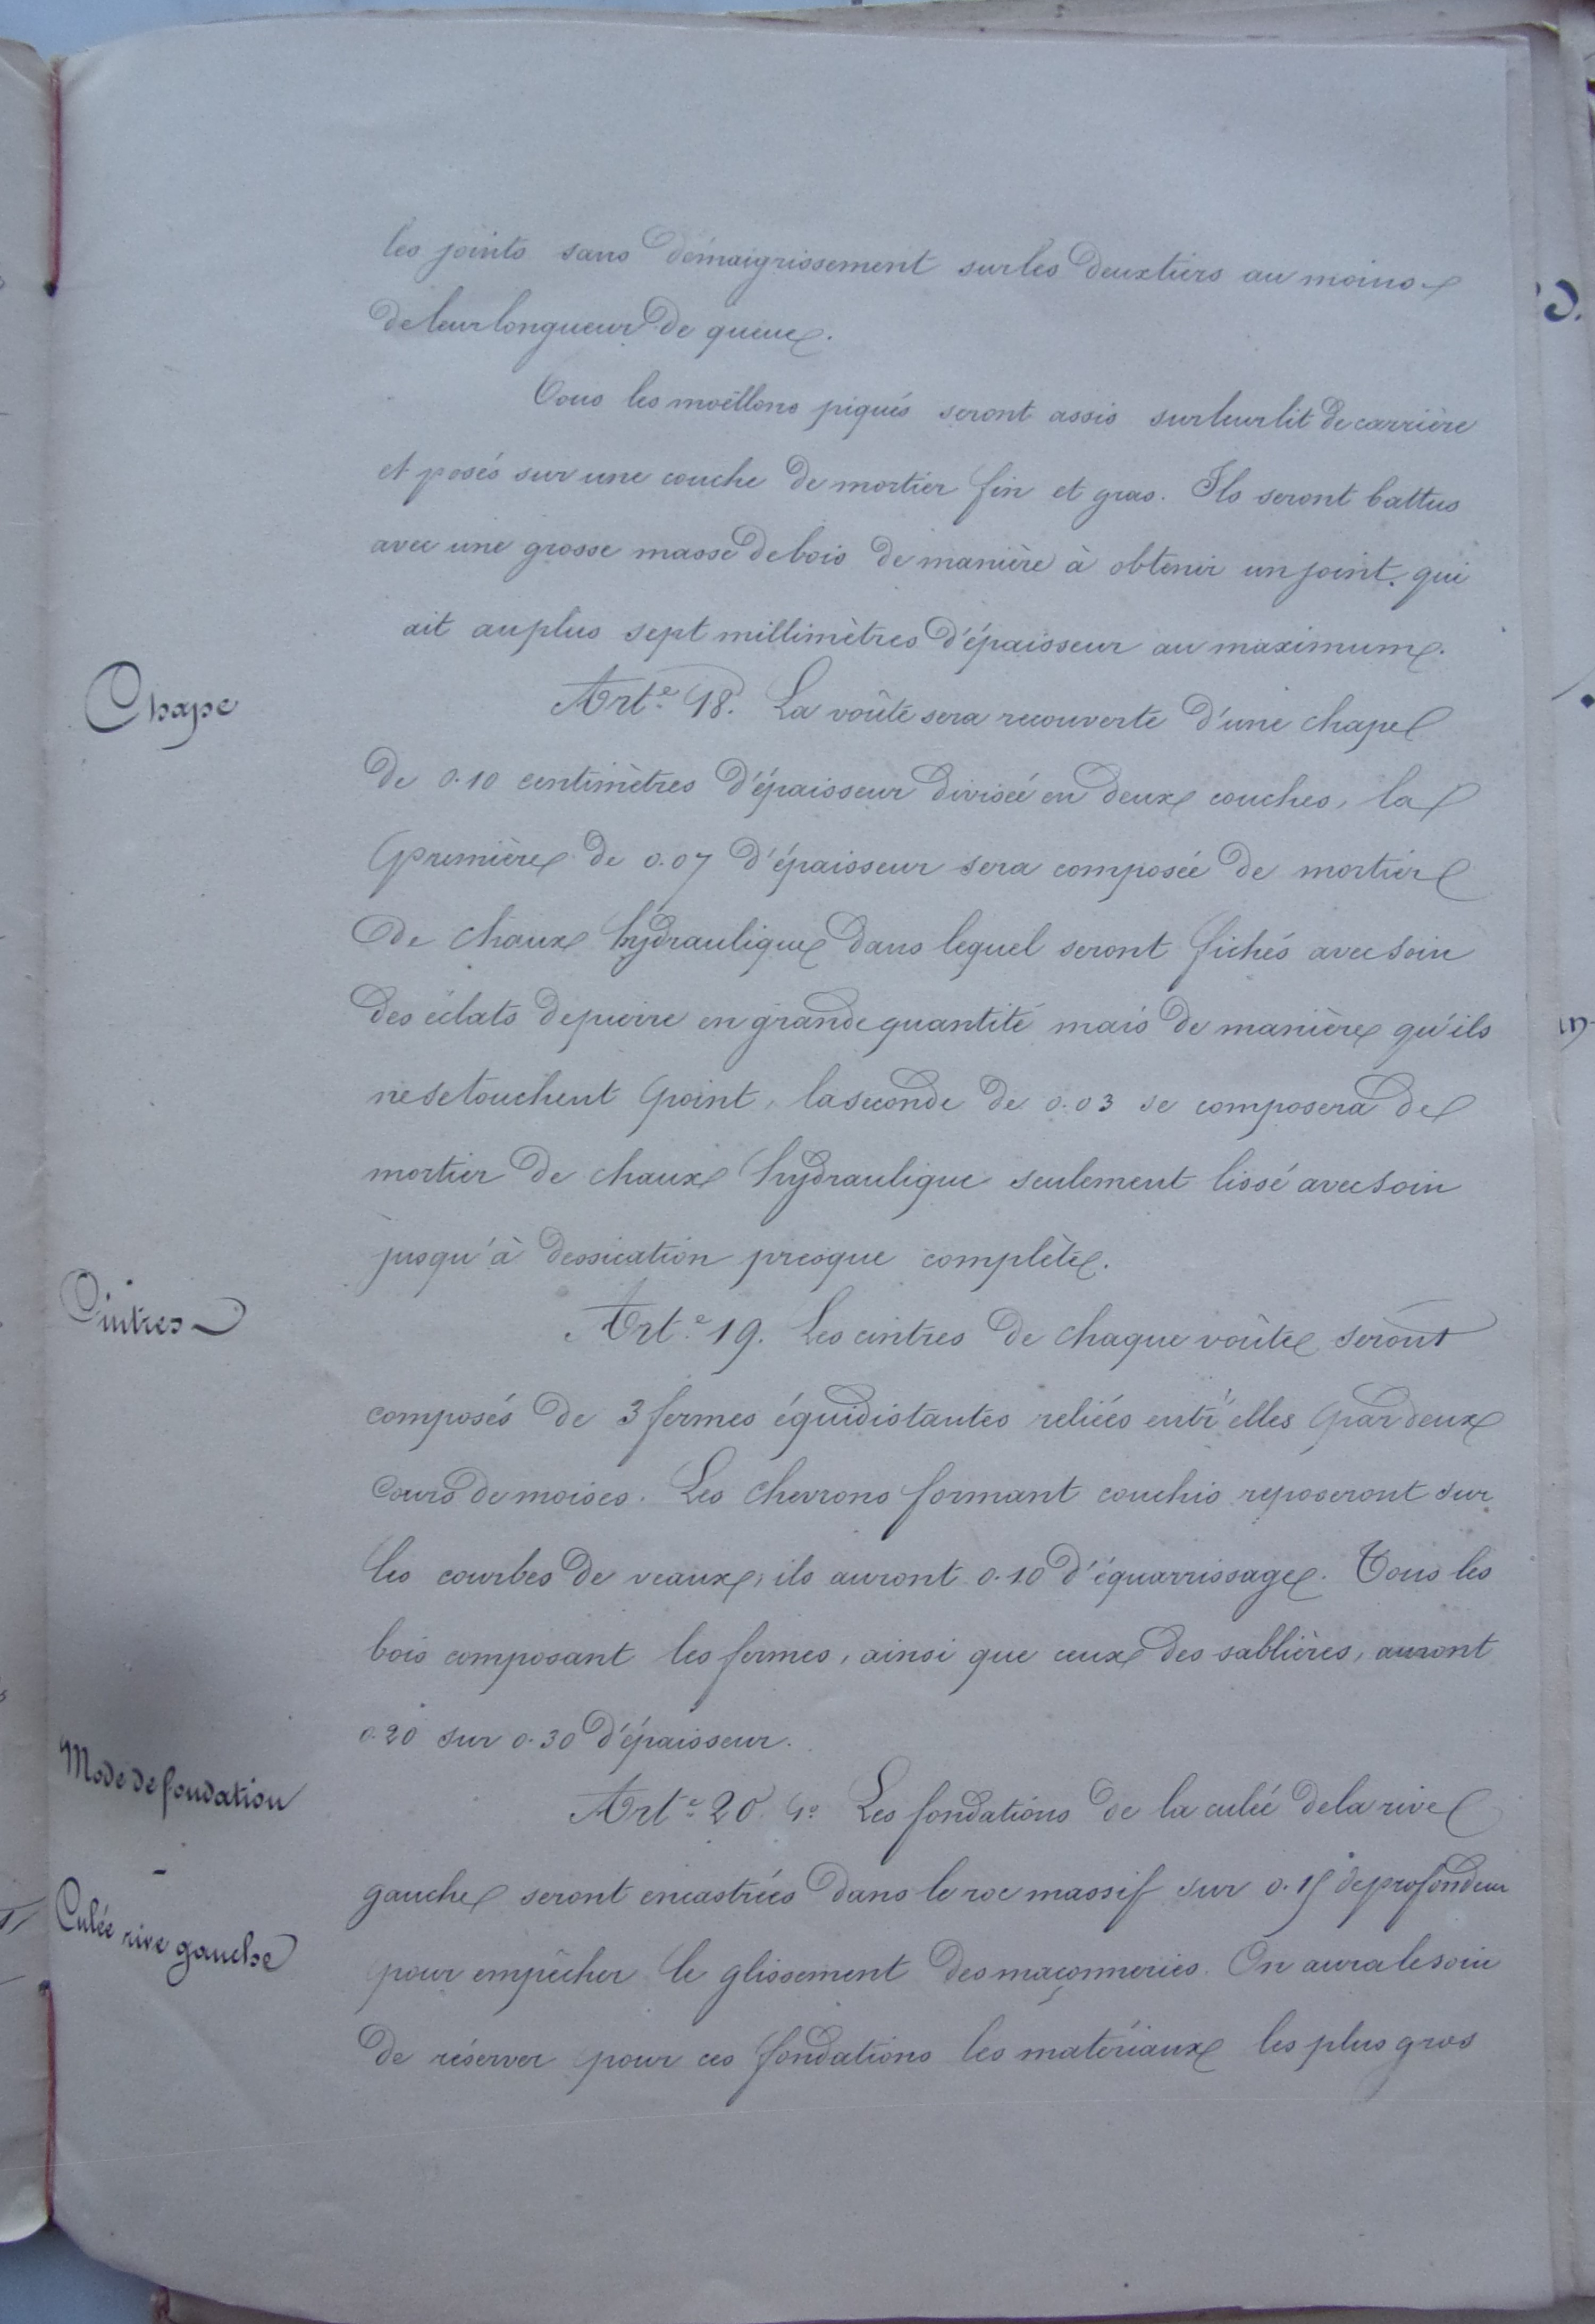 les joints sans démaigrissement sur les deux tiers au moins
de leur longueur de queue.
Tous les moëllons piqués seront assis sur leur lit de carrière
et posés sur une couche de mortier fin et gras. Ils seront battus
avec une grosse masse de bois de manière à obtenir un joint qui
ait au plus sept millimètres d'épaisseur au maximum.
Chape
Art.e 18. La voûte sera recouverte d'une chape
de 0.10 centimètres d'épaisseur divisée en deux couches, la
première de 0.07 d'épaisseur sera composée de mortier
de chaux hydraulique dans lequel seront fichés avec soin
des éclats de pierre en grande quantité mais de manière qu'ils
ne se touchent point, la seconde de 0.03 se composera de
mortier de chaux hydraulique seulement lissé avec soin
jusqu'à dessication presque complète.
Cintres
Art.e 19. Les cintres de chaque voûte seront
composés de 3 fermes équidistantes reliées entr'elles par deux
cours de moises. Les chevrons formant couchis reposeront sur
les courbes de veaux, ils auront 0.10 d'équarrissage. Tous les
bois composant les fermes, ainsi que ceux des sablières, auront
0.20 sur 0.30 d'épaisseur.
Mode de fondation
Art.e 20. 1º Les fondations de la culée de la rive
Culée rive gauche
gauche seront encastrées dans le roc massif sur 0.15 de profondeur
pour empêcher le glissement des maçonneries. On aura le soin
de réserver pour ces fondations les matériaux les plus gros